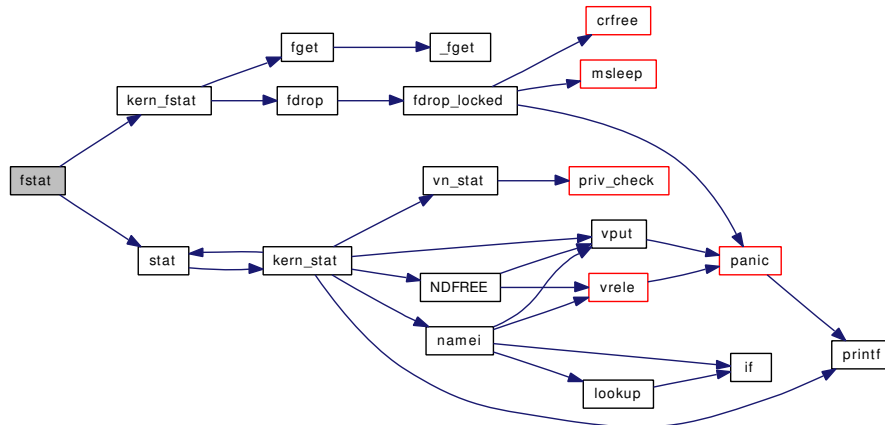 crfree
fget
_fget
msleep
kern_fstat
fdrop
fdrop_locked
fstat
vn_stat
priv_check
vput
stat
kern_stat
panic
NDFREE
vrele
namei
printf
if
lookup